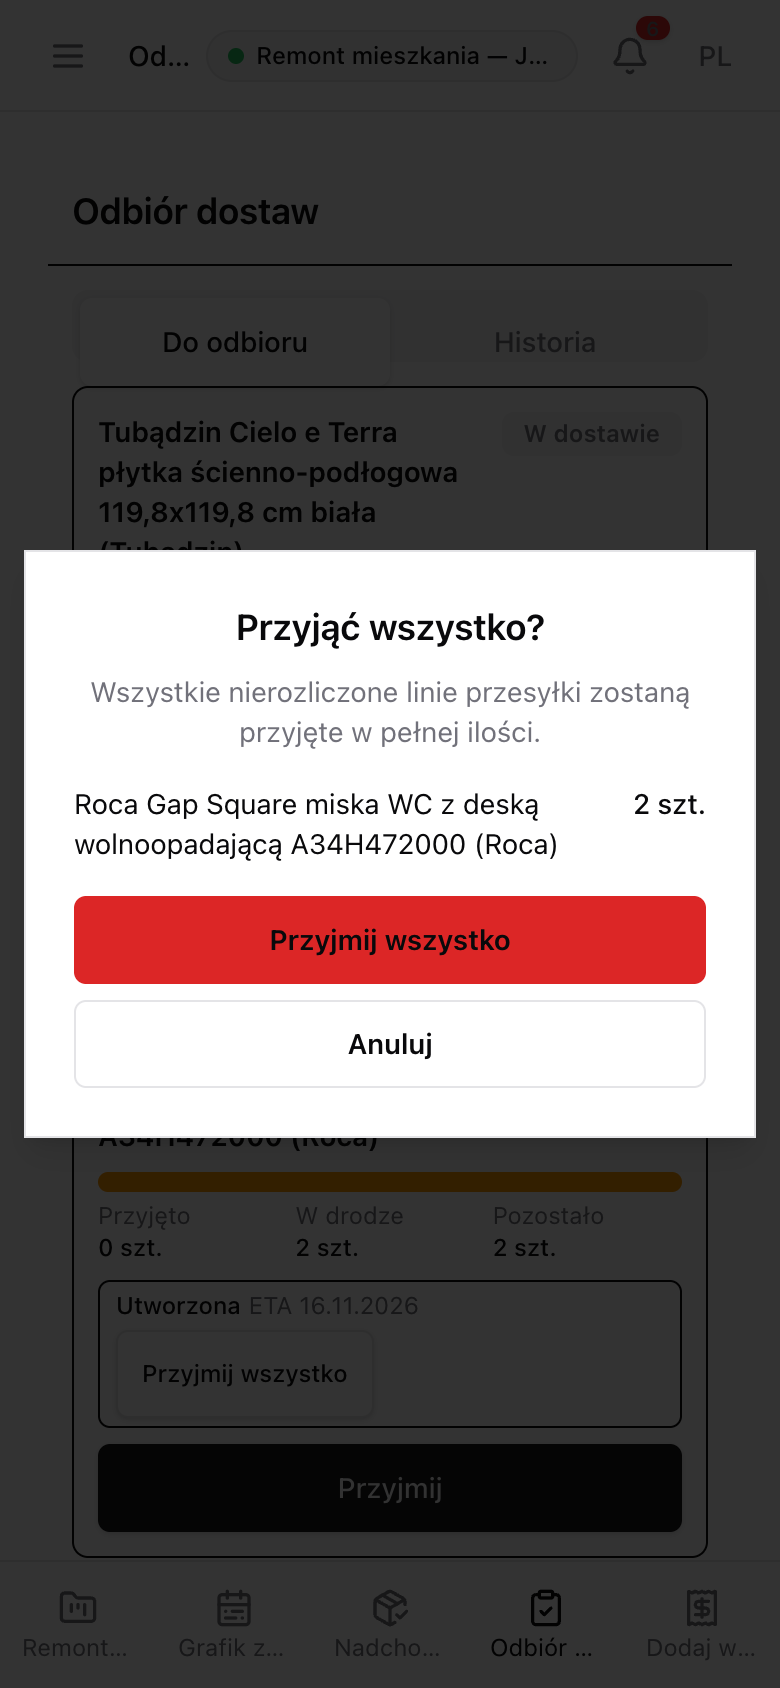 Od...
Remont mieszkania — J...
PL
Odbiór dostaw
Do odbioru
Historia
Tubądzin Cielo e Terra
W dostawie
płytka ścienno-podłogowa
119,8x119,8 cm biała
(Tubądzin)
Przyjąć wszystko?
Wszystkie nierozliczone linie przesyłki zostaną
przyjęte w pełnej ilości.
Roca Gap Square miska WC z deską
2 szt.
wolnoopadającą A34H472000 (Roca)
Przyjmij wszystko
Anuluj
A34H472000 (Roca)
Przyjęto
W drodze
Pozostało
0 szt.
2 szt.
2 szt.
Utworzona ETA 16.11.2026
Przyjmij wszystko
Przyjmij
Remont...
Grafik z...
Nadcho...
Odbiór ...
Dodaj w...